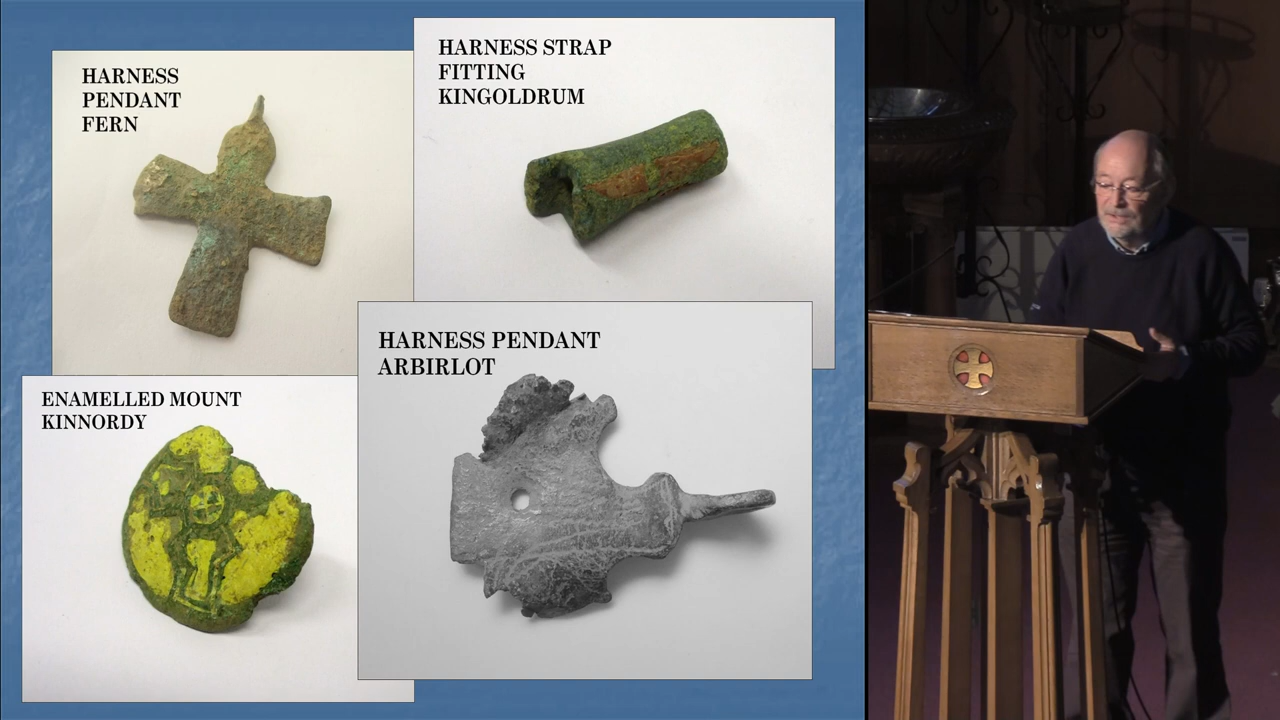 HARNESS
PENDANT
FERN
HARNESS STRAP
FITTING
KINGOLDRUM
ENAMELLED MOUNT
KINNORDY
HARNESS PENDANT
ARBIRLOT